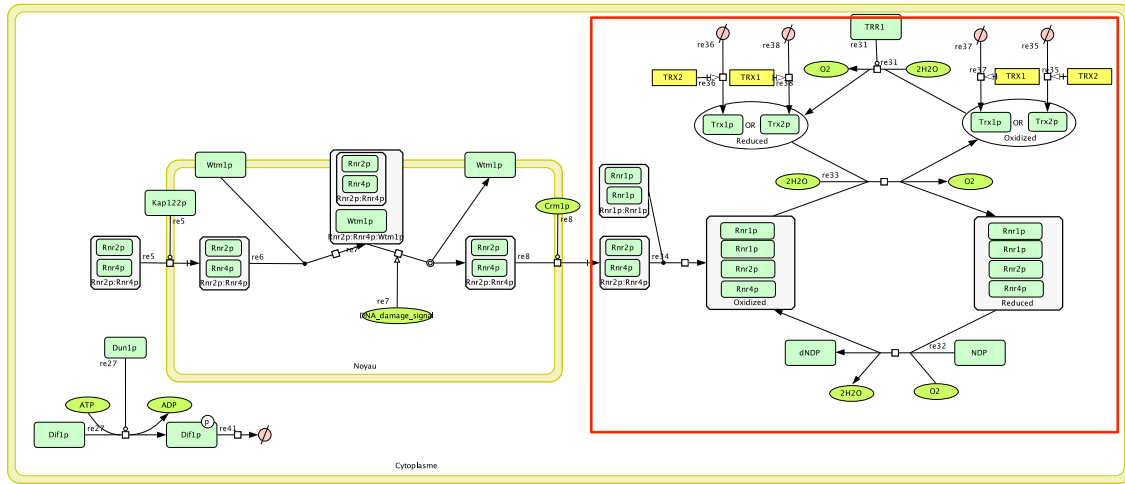 TRR1
re36
re38
re31
re37
re35
O2
2H2O
re31
TRX2
TRX1
TRX1
TRX2
re36
re38
re37
re35
Trx1p
OR
Trx2p
Reduced
Trx1p
OR
Trx2p
Oxidized
Wtm1p
Rnr2p
Rnr4p
Rnr2p:Rnr4p
Wtm1p
Rnr2p:Rnr4p:Wtm1p
Wtm1p
Rnr1p
Rnr1p
Rnr1p:Rnr1p
2H2O
re33
O2
Kap122p
re5
Crm1p
re8
Rnr2p
Rnr4p
Rnr2p:Rnr4p
re5
Rnr2p
Rnr4p
Rnr2p:Rnr4p
re6
re7
Rnr2p
Rnr4p
Rnr2p:Rnr4p
re8
Rnr2p
Rnr4p
Rnr2p:Rnr4p
re34
Rnr1p
Rnr1p
Rnr2p
Rnr4p
Oxidized
Rnr1p
Rnr1p
Rnr2p
Rnr4p
Reduced
re7
DNA_damage_signal
Dun1p
re27
Noyau
dNDP
re32
NDP
2H2O
O2
ATP
ADP
Dif1p
re27
P
Dif1p
re41
Cytoplasme